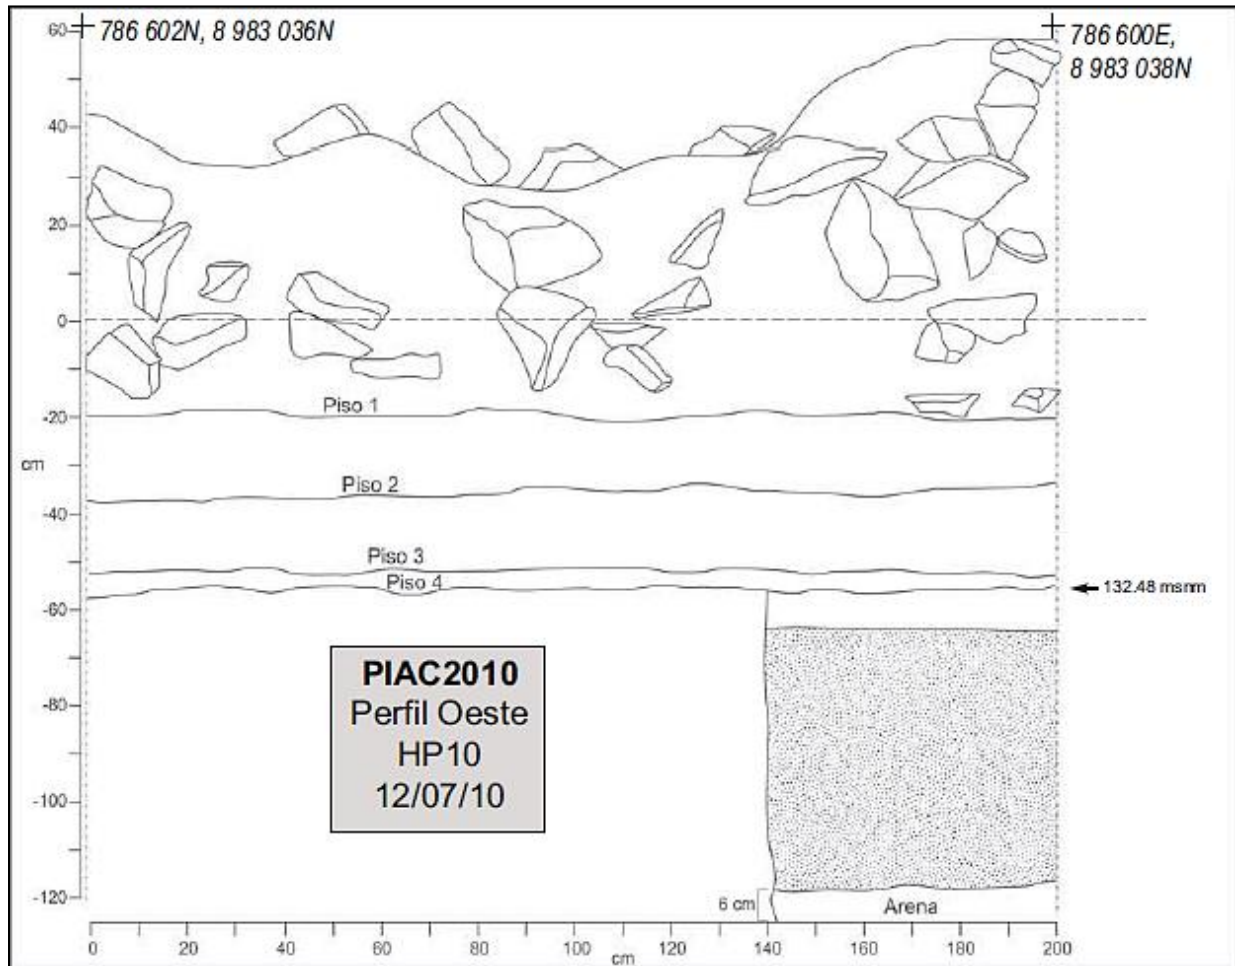 786 602N, 8 983 036N
786 600E,
8 983 038N
60
40
20
0
-20
cm
-40
-60
-80
-100
-120
Piso 1
Piso 2
Piso 3
Piso 4
132.48 msnm
PIAC2010
Perfil Oeste
HP10
12/07/10
6 cm
Arena
0 20 40 60 80 100 120 140 160 180 200
cm